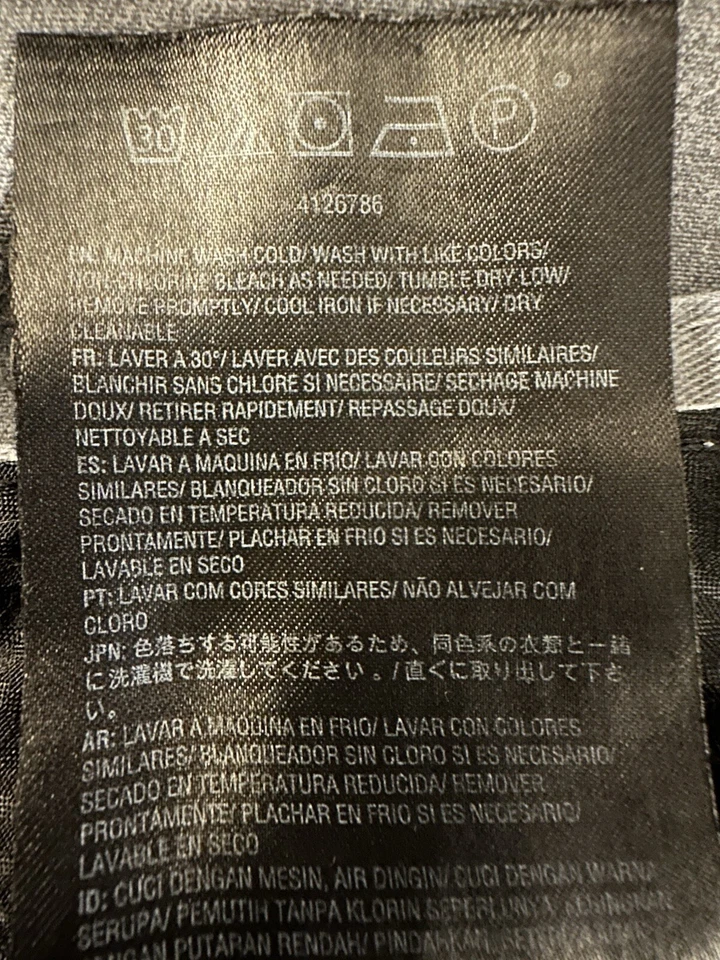 30 P
4126786
EN: MACHINE WASH COLD/ WASH WITH LIKE COLORS/
NON-CHLORINE BLEACH AS NEEDED/ TUMBLE DRY LOW/
REMOVE PROMPTLY/ COOL IRON IF NECESSARY/ DRY
CLEANABLE
FR: LAVER A 30°/ LAVER AVEC DES COULEURS SIMILAIRES/
BLANCHIR SANS CHLORE SI NECESSAIRE/ SECHAGE MACHINE
DOUX/ RETIRER RAPIDEMENT/ REPASSAGE DOUX/
NETTOYABLE A SEC
ES: LAVAR A MAQUINA EN FRIO/ LAVAR CON COLORES
SIMILARES/ BLANQUEADOR SIN CLORO SI ES NECESARIO/
SECADO EN TEMPERATURA REDUCIDA/ REMOVER
PRONTAMENTE/ PLACHAR EN FRIO SI ES NECESARIO/
LAVABLE EN SECO
PT: LAVAR COM CORES SIMILARES/ NÃO ALVEJAR COM
CLORO
JPN: 色落ちする可能性があるため、同色系の衣類と一緒
に洗濯機で洗濯してください。/直ぐに取り出して下さ
い。
AR: LAVAR A MAQUINA EN FRIO/ LAVAR CON COLORES
SIMILARES/ BLANQUEADOR SIN CLORO SI ES NECESARIO/
SECADO EN TEMPERATURA REDUCIDA/ REMOVER
PRONTAMENTE/ PLACHAR EN FRIO SI ES NECESARIO/
LAVABLE EN SECO
ID: CUCI DENGAN MESIN, AIR DINGIN/ CUCI DENGAN WARNA
SERUPA/ PEMUTIH TANPA KLORIN SEPERLUNYA/ KERINGKAN
DENGAN PUTARAN RENDAH/ PINDAHKAN